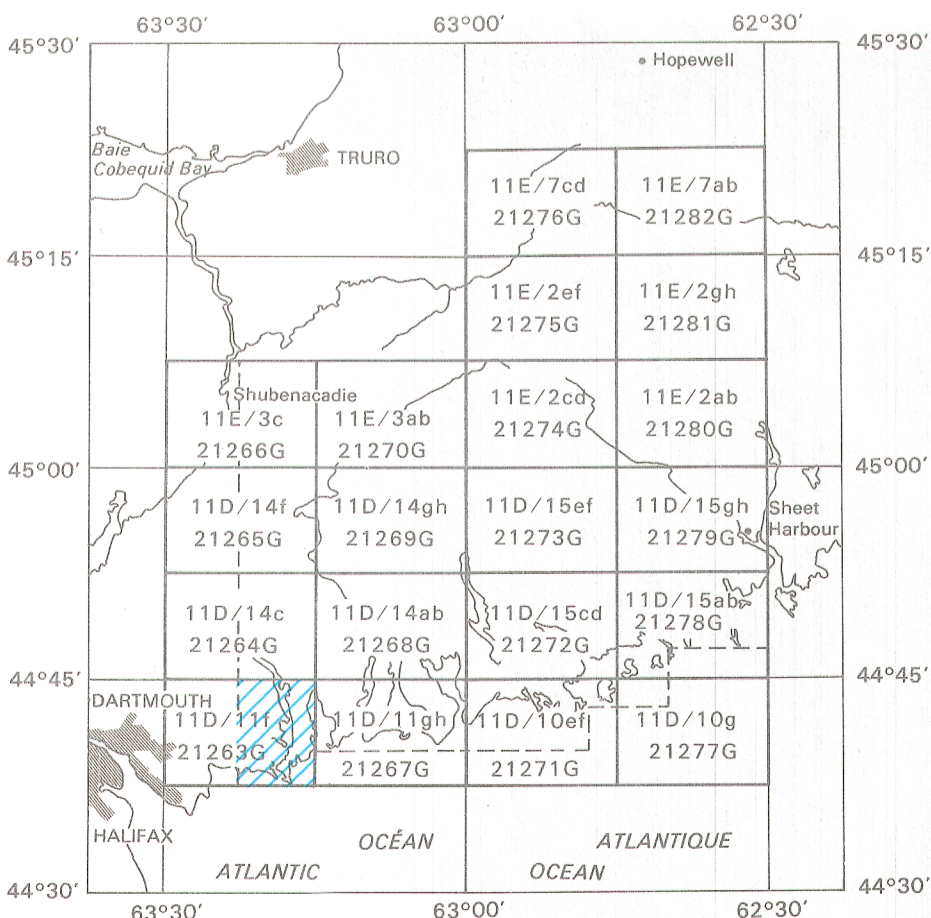 63°30′ 63°00′ 62°30′
45°30′ 45°30′
Hopewell
Baie
Cobequid Bay
TRURO
11E/7cd 11E/7ab
21276G 21282G
45°15′ 45°15′
11E/2ef 11E/2gh
21275G 21281G
Shubenacadie
11E/3c 11E/3ab 11E/2cd 11E/2ab
21266G 21270G 21274G 21280G
45°00′ 45°00′
11D/14f 11D/14gh 11D/15ef 11D/15gh
21265G 21269G 21273G 21279G
Sheet
Harbour
11D/14c 11D/14ab 11D/15cd 11D/15ab
21264G 21268G 21272G 21278G
44°45′ 44°45′
DARTMOUTH
11D/11f 11D/11gh 11D/10ef 11D/10g
21263G 21267G 21271G 21277G
HALIFAX
OCÉAN ATLANTIQUE
ATLANTIC OCEAN
44°30′ 44°30′
63°30′ 63°00′ 62°30′